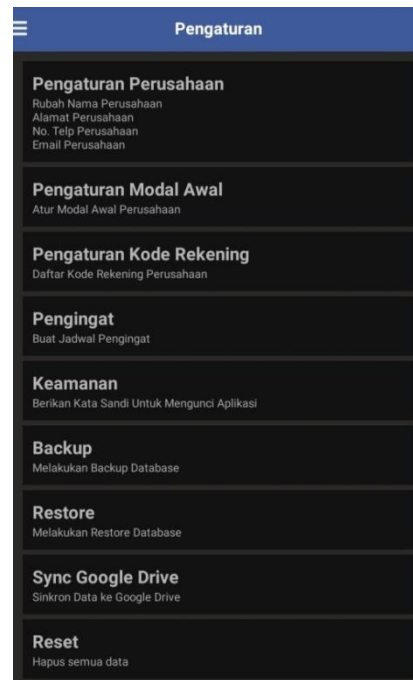 Pengaturan
Pengaturan Perusahaan
Rubah Nama Perusahaan
Alamat Perusahaan
No. Telp Perusahaan
Email Perusahaan
Pengaturan Modal Awal
Atur Modal Awal Perusahaan
Pengaturan Kode Rekening
Daftar Kode Rekening Perusahaan
Pengingat
Buat Jadwal Pengingat
Keamanan
Berikan Kata Sandi Untuk Mengunci Aplikasi
Backup
Melakukan Backup Database
Restore
Melakukan Restore Database
Sync Google Drive
Sinkron Data ke Google Drive
Reset
Hapus semua data